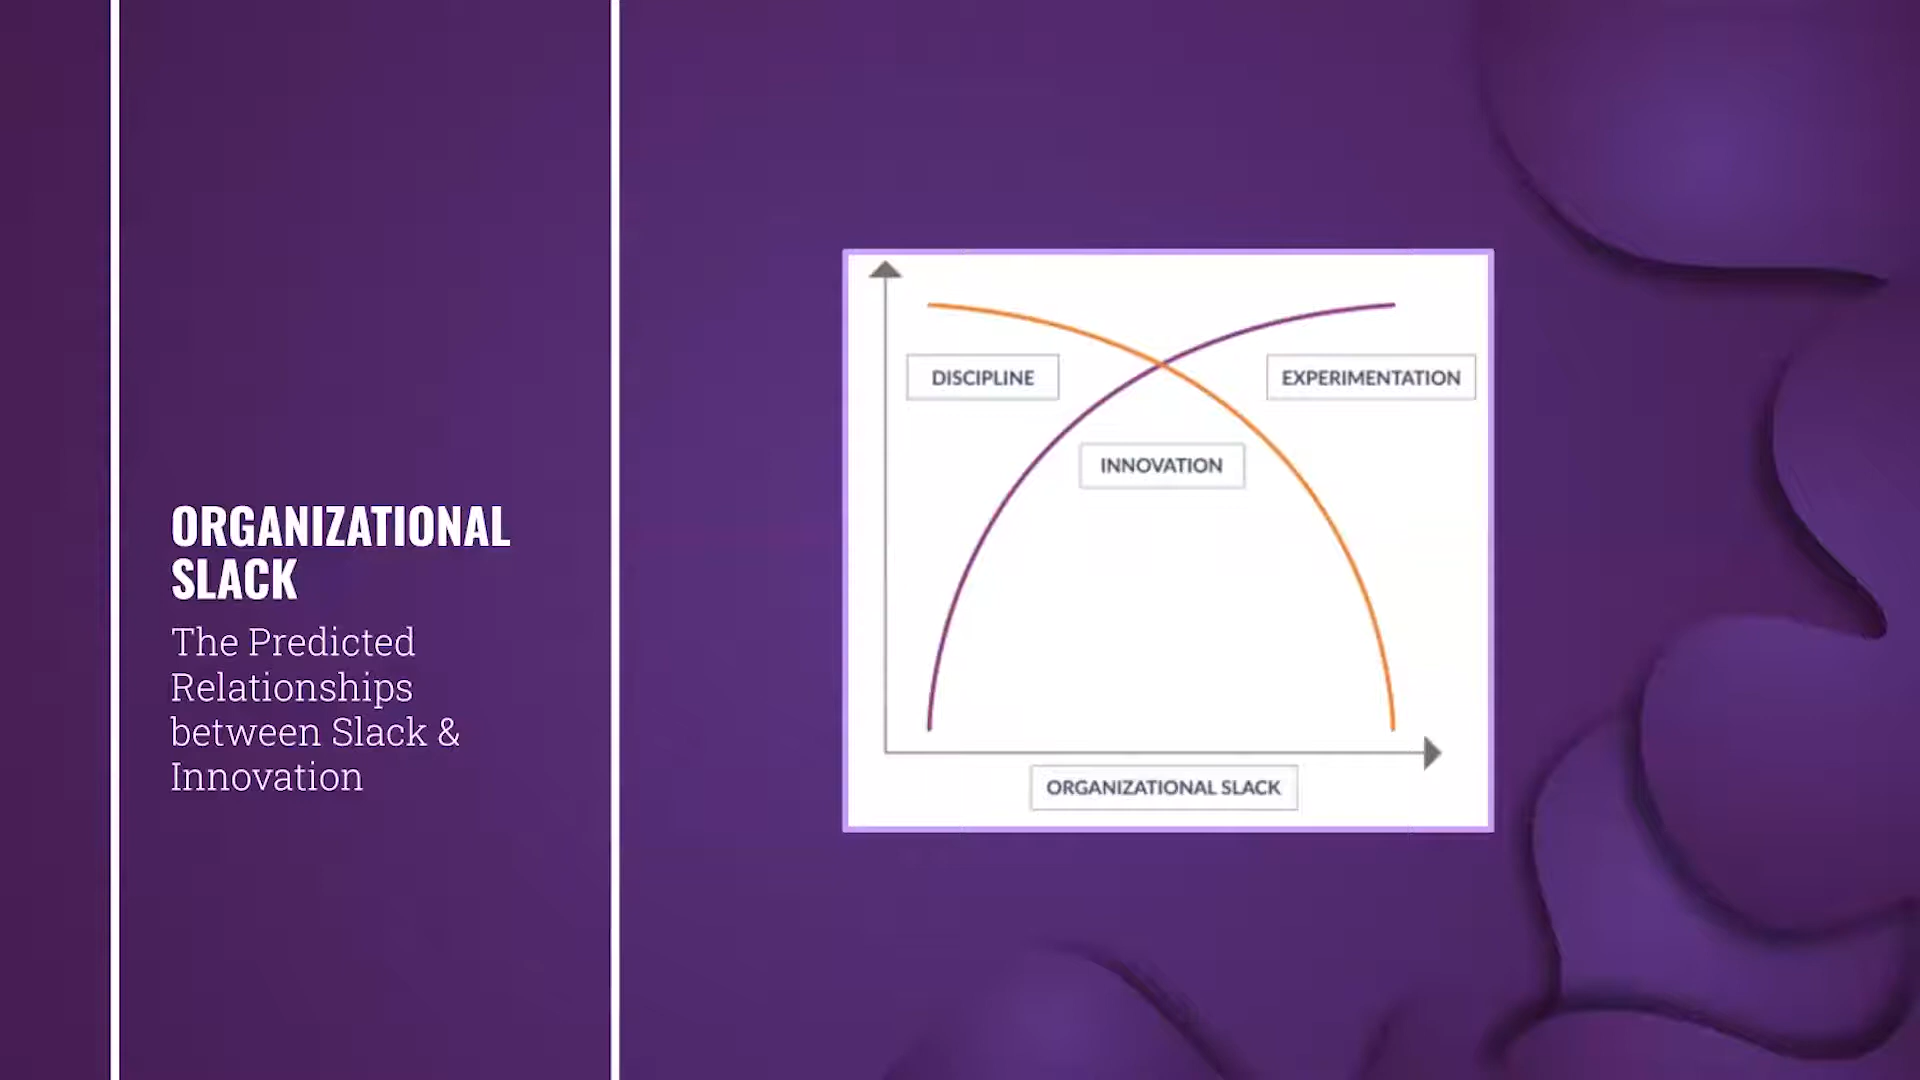 ORGANIZATIONAL
SLACK
The Predicted
Relationships
between Slack &
Innovation
DISCIPLINE
EXPERIMENTATION
INNOVATION
ORGANIZATIONAL SLACK